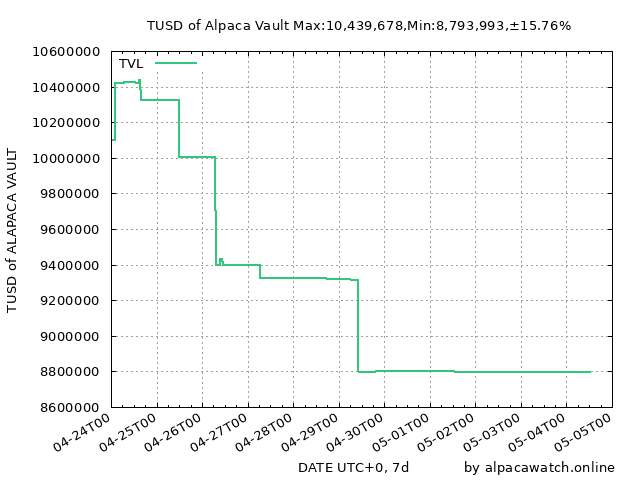 TUSD of Alpaca Vault Max:10,439,678,Min:8,793,993,±15.76%
TVL
10600000
10400000
10200000
10000000
9800000
9600000
9400000
9200000
9000000
8800000
8600000
TUSD of ALAPACA VAULT
04-24T00
04-25T00
04-26T00
04-27T00
04-28T00
04-29T00
04-30T00
05-01T00
05-02T00
05-03T00
05-04T00
05-05T00
DATE UTC+0, 7d
by alpacawatch.online